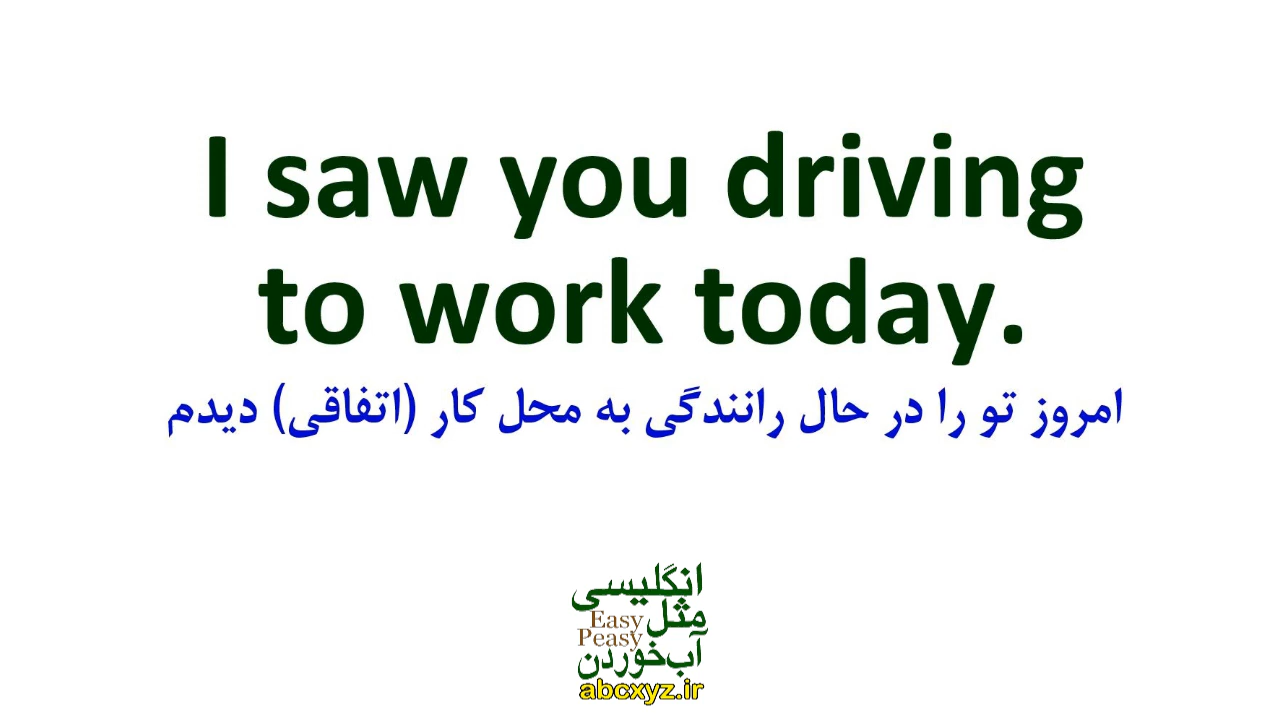 I saw you driving
to work today.
امروز تو را در حال رانندگی به محل کار (اتفاقی) دیدم
انگلیسی
مثل
Easy
Peasy
آب‌خوردن
abcxyz.ir